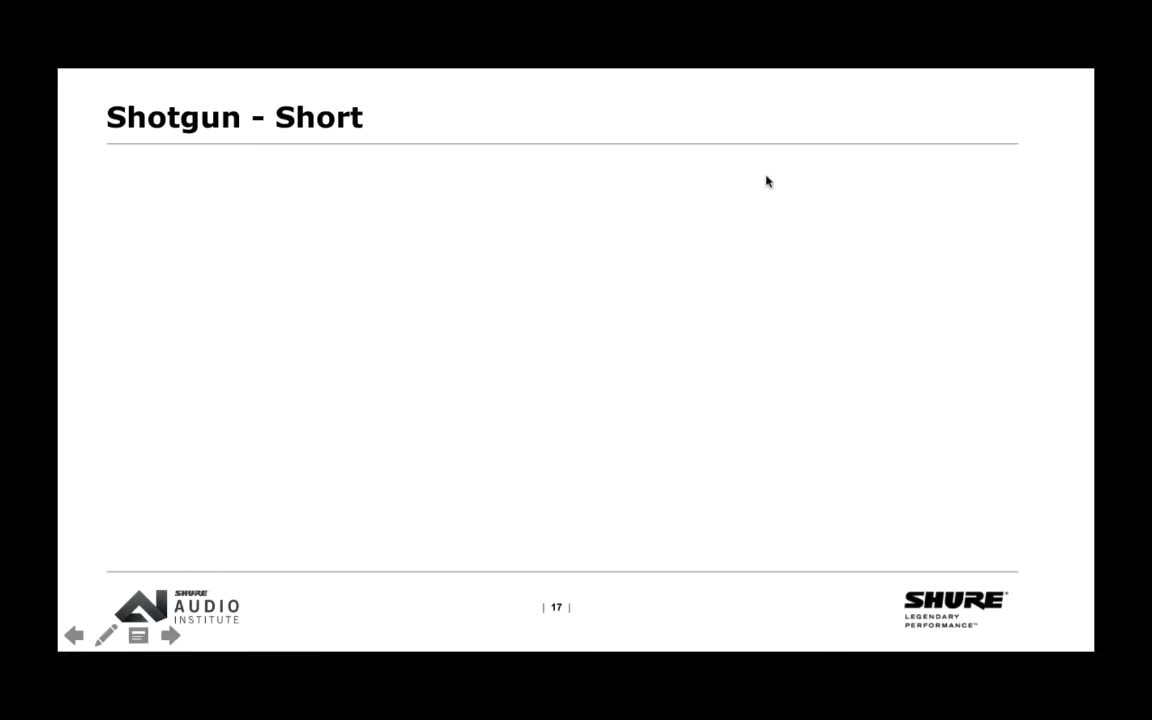 Shotgun - Short
SHURE
AUDIO
INSTITUTE
| 17 |
SHURE®
LEGENDARY
PERFORMANCE™